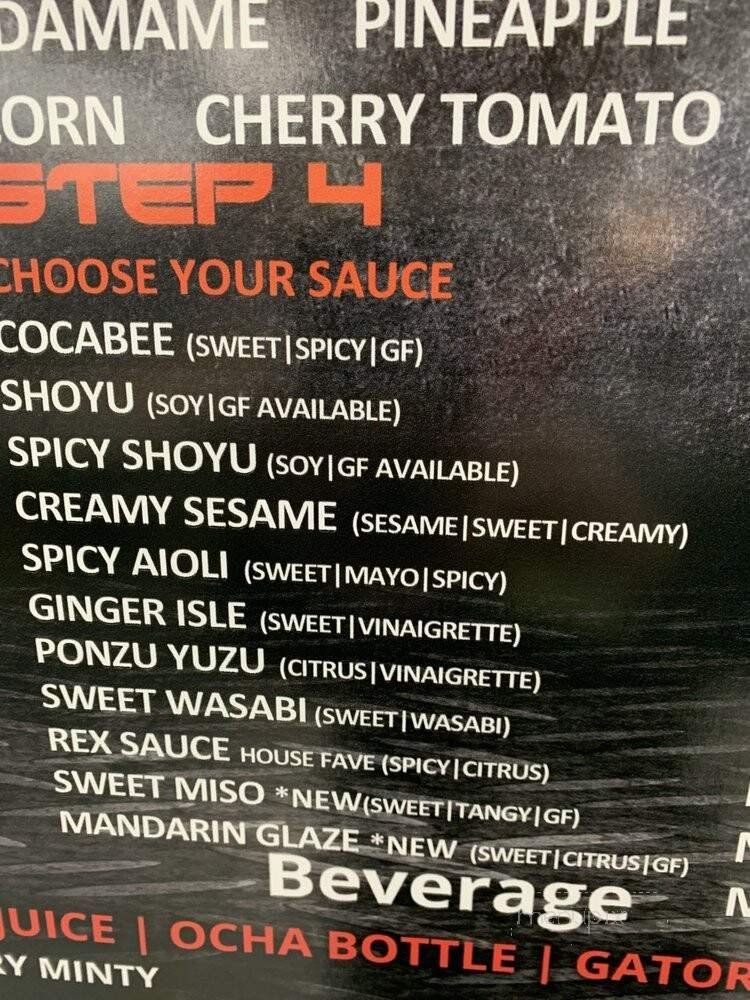 DAMAME PINEAPPLE
ORN CHERRY TOMATO
STEP 4
CHOOSE YOUR SAUCE
COCABEE (SWEET|SPICY|GF)
SHOYU (SOY|GF AVAILABLE)
SPICY SHOYU (SOY|GF AVAILABLE)
CREAMY SESAME (SESAME|SWEET|CREAMY)
SPICY AIOLI (SWEET|MAYO|SPICY)
GINGER ISLE (SWEET|VINAIGRETTE)
PONZU YUZU (CITRUS|VINAIGRETTE)
SWEET WASABI (SWEET|WASABI)
REX SAUCE HOUSE FAVE (SPICY|CITRUS)
SWEET MISO *NEW(SWEET|TANGY|GF)
MANDARIN GLAZE *NEW (SWEET|CITRUS|GF)
Beverage
JUICE | OCHA BOTTLE | GATOR
RY MINTY